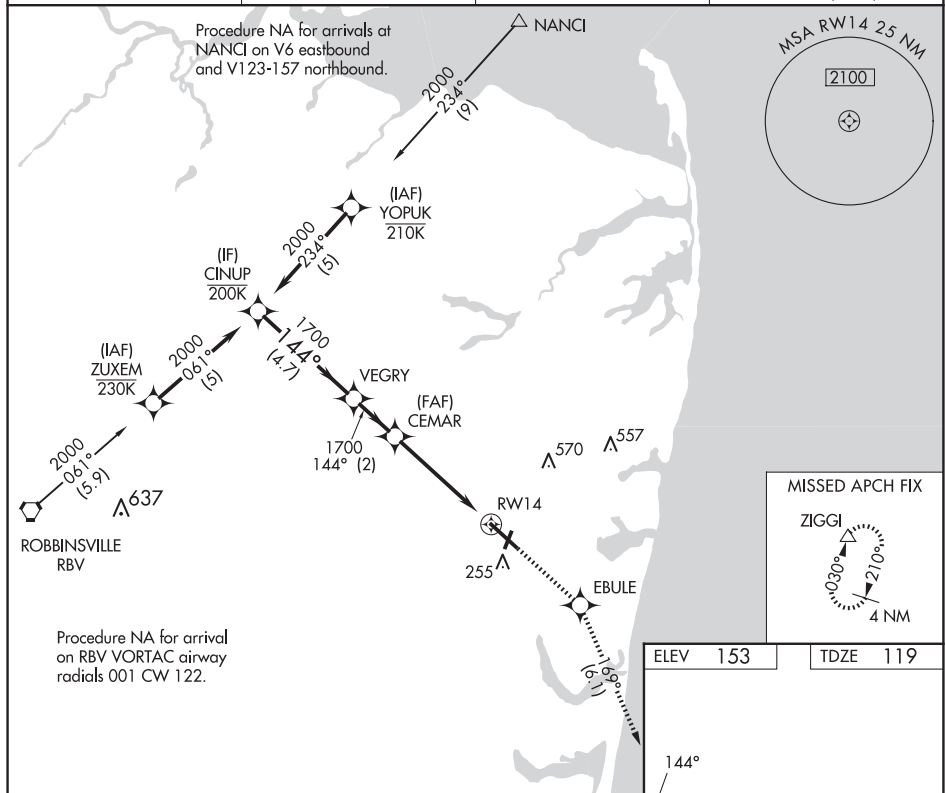 Procedure NA for arrivals at
NANCI on V6 eastbound
and V123-157 northbound.
NANCI
2000
234°
(9)
MSA RW14 25 NM
2100
(IAF)
YOPUK
210K
2000
234°
(5)
(IF)
CINUP
200K
(IAF)
ZUXEM
230K
2000
061°
(5)
1700
144°
(4.7)
VEGRY
(FAF)
CEMAR
1700
144° (2)
2000
061°
(5.9)
637
ROBBINSVILLE
RBV
570
557
RW14
255
EBULE
169°
(6.1)
MISSED APCH FIX
ZIGGI
030°
210°
4 NM
Procedure NA for arrival
on RBV VORTAC airway
radials 001 CW 122.
ELEV 153
TDZE 119
144°